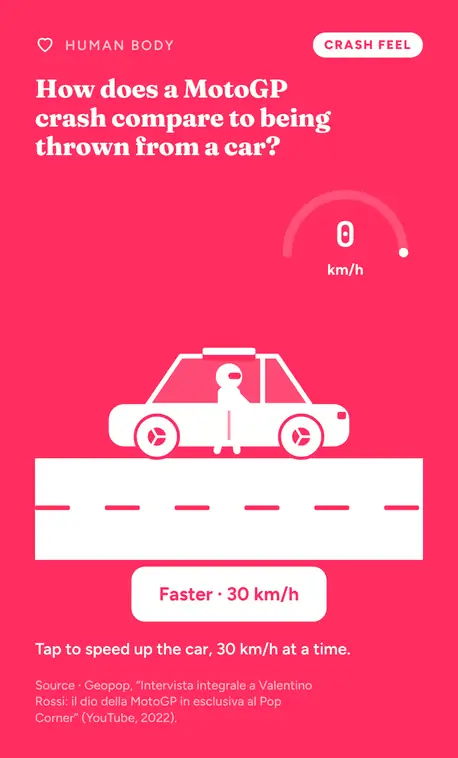 HUMAN BODY
CRASH FEEL
How does a MotoGP
crash compare to being
thrown from a car?
0
km/h
Faster · 30 km/h
Tap to speed up the car, 30 km/h at a time.
Source · Geopop, “Intervista integrale a Valentino
Rossi: il dio della MotoGP in esclusiva al Pop
Corner” (YouTube, 2022).